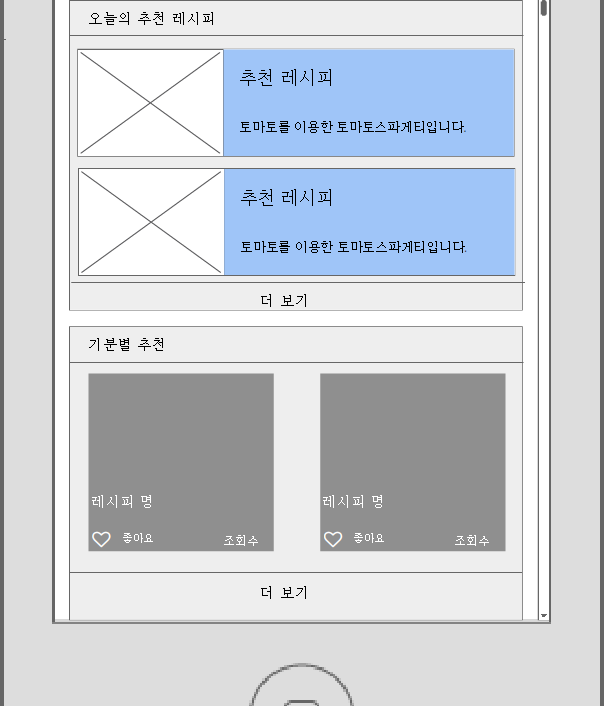 오늘의 추천 레시피
추천 레시피
토마토를 이용한 토마토스파게티입니다.
추천 레시피
토마토를 이용한 토마토스파게티입니다.
더 보기
기분별 추천
레시피 명
좋아요 조회수
레시피 명
좋아요 조회수
더 보기